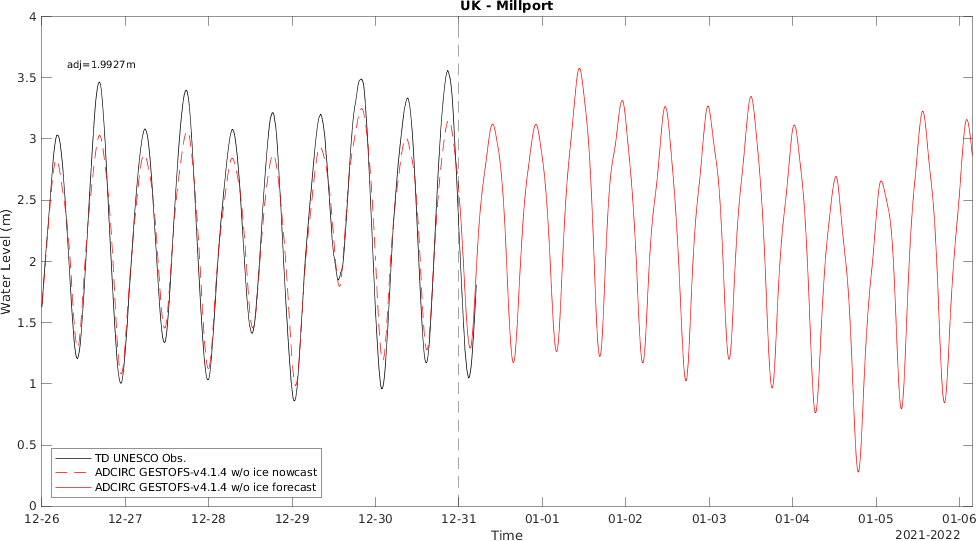 UK - Millport
adj=1.9927m
Water Level (m)
4
3.5
3
2.5
2
1.5
1
0.5
0
TD UNESCO Obs.
ADCIRC GESTOFS-v4.1.4 w/o ice nowcast
ADCIRC GESTOFS-v4.1.4 w/o ice forecast
12-26 12-27 12-28 12-29 12-30 12-31 01-01 01-02 01-03 01-04 01-05 01-06
Time
2021-2022